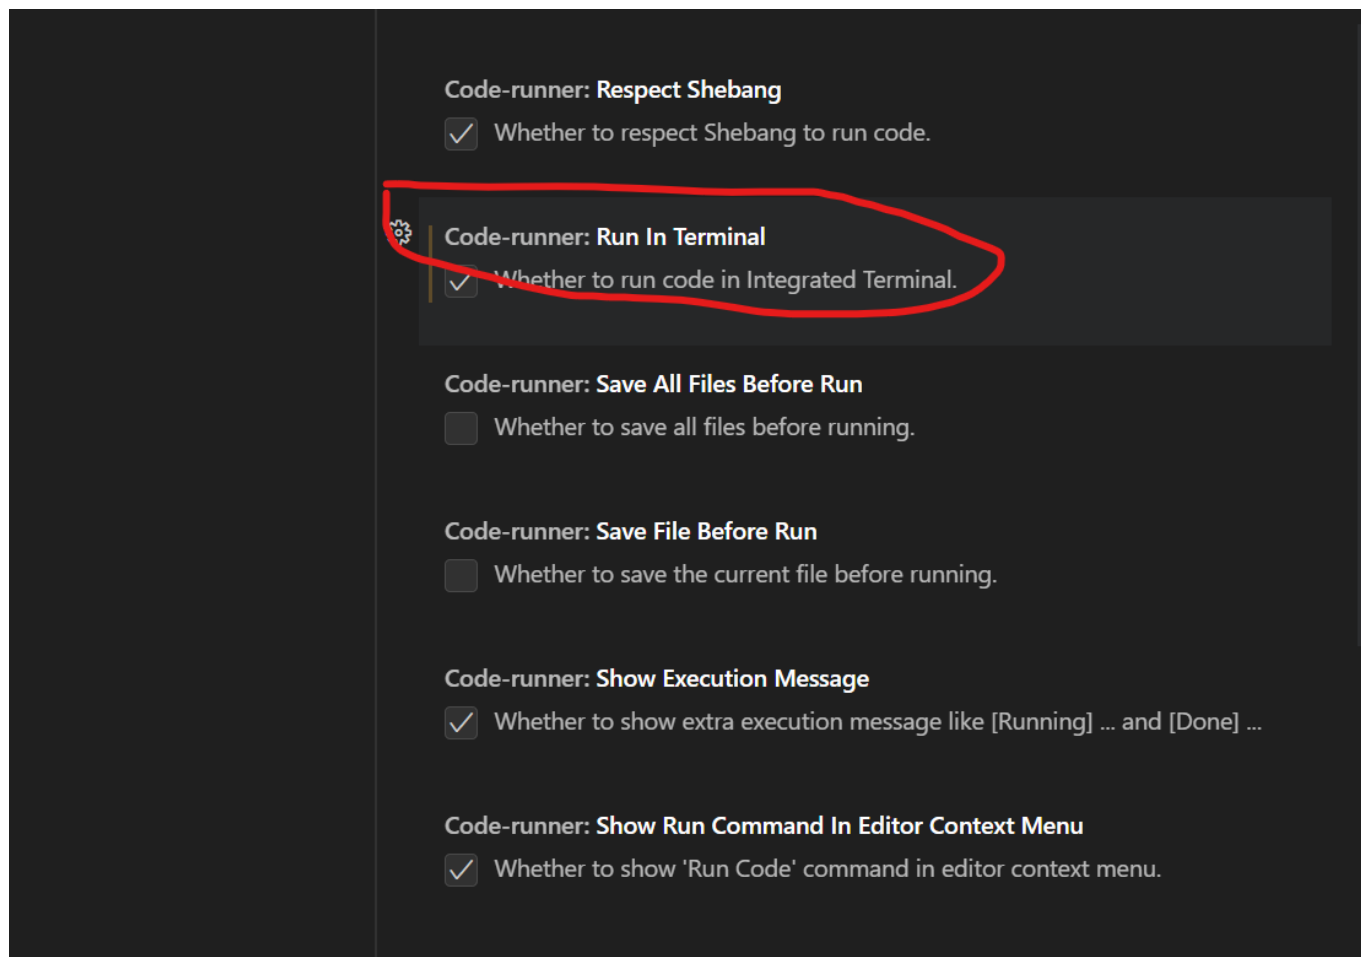 Code-runner: Respect Shebang
Whether to respect Shebang to run code.
Code-runner: Run In Terminal
Whether to run code in Integrated Terminal.
Code-runner: Save All Files Before Run
Whether to save all files before running.
Code-runner: Save File Before Run
Whether to save the current file before running.
Code-runner: Show Execution Message
Whether to show extra execution message like [Running] ... and [Done] ...
Code-runner: Show Run Command In Editor Context Menu
Whether to show 'Run Code' command in editor context menu.